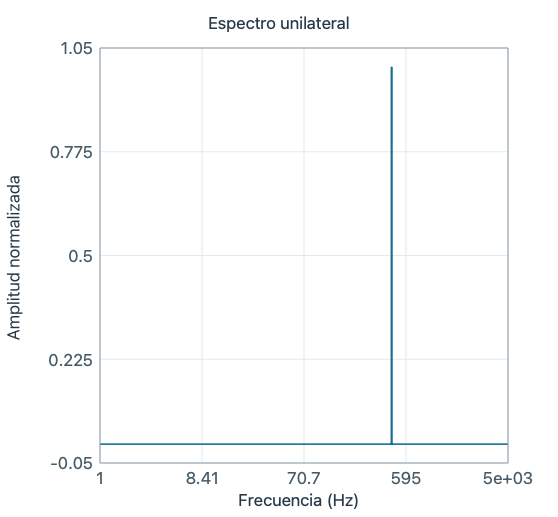 Espectro unilateral
1.05
0.775
0.5
0.225
-0.05
Amplitud normalizada
1 8.41 70.7 595 5e+03
Frecuencia (Hz)